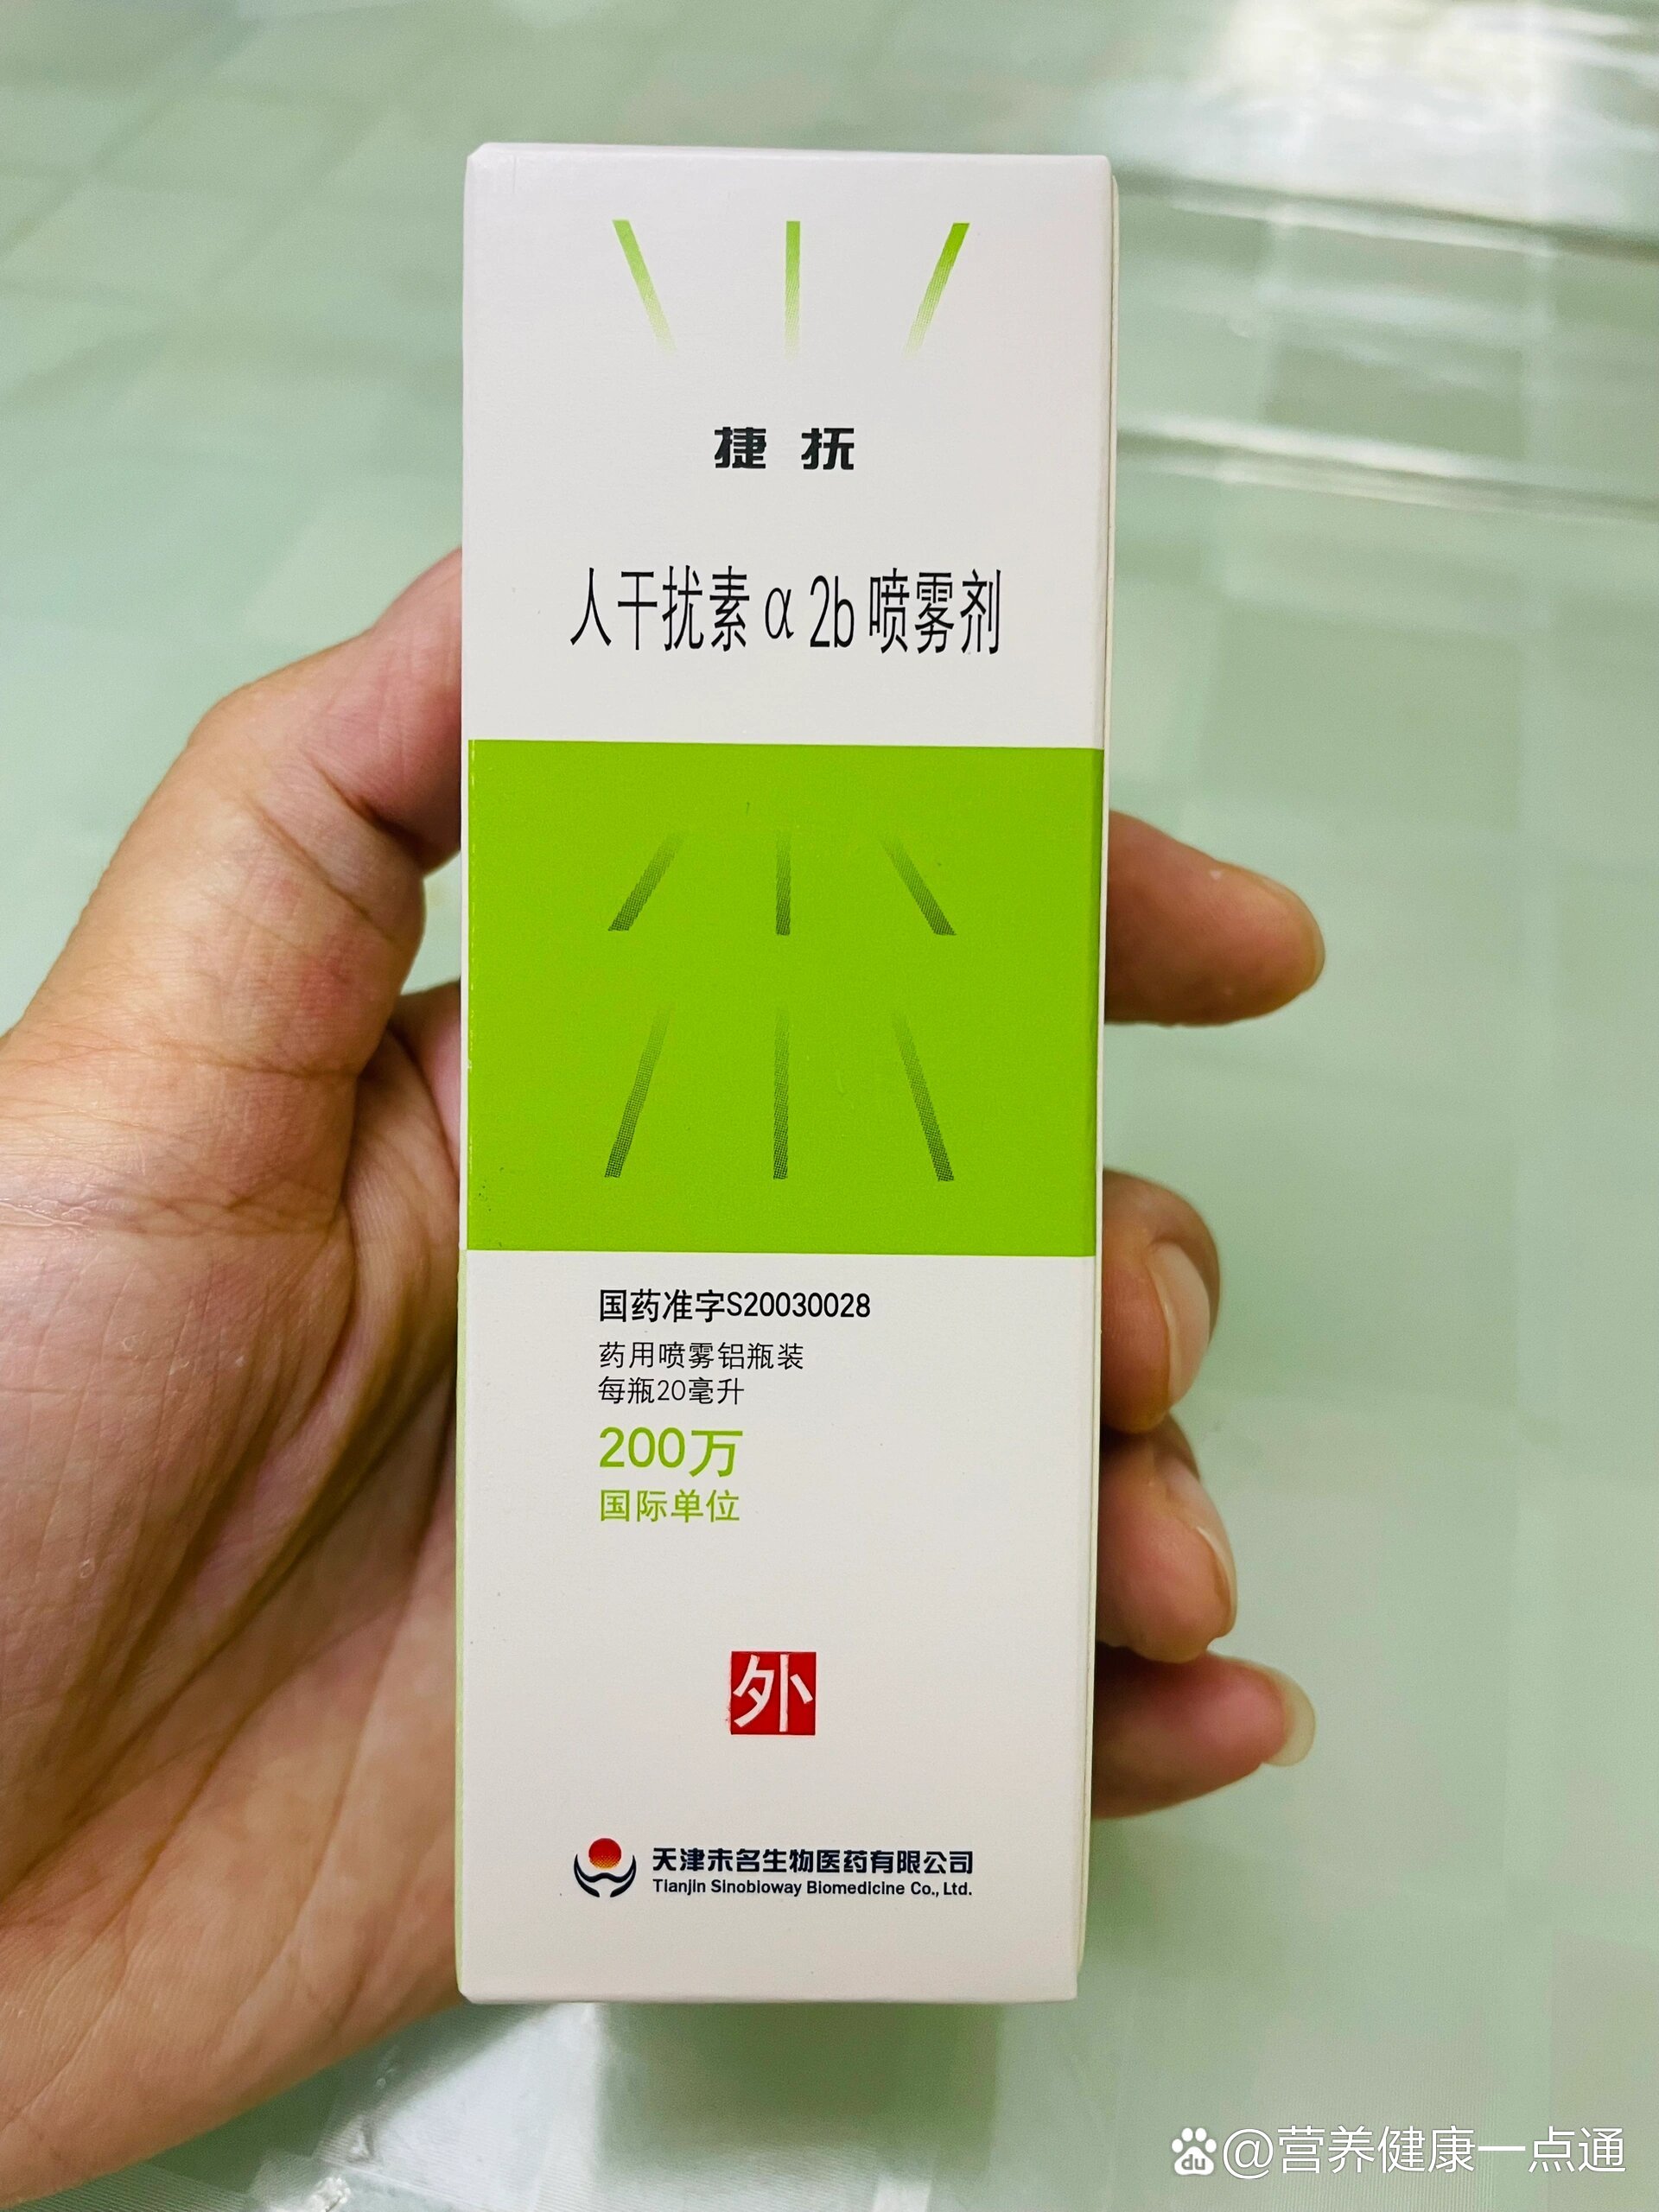 捷抚
人干扰素α2b喷雾剂
国药准字S20030028
药用喷雾铝瓶装
每瓶20毫升
200万
国际单位
外
天津未名生物医药有限公司
Tianjin Sinobioway Biomedicine Co., Ltd.
du @营养健康一点通